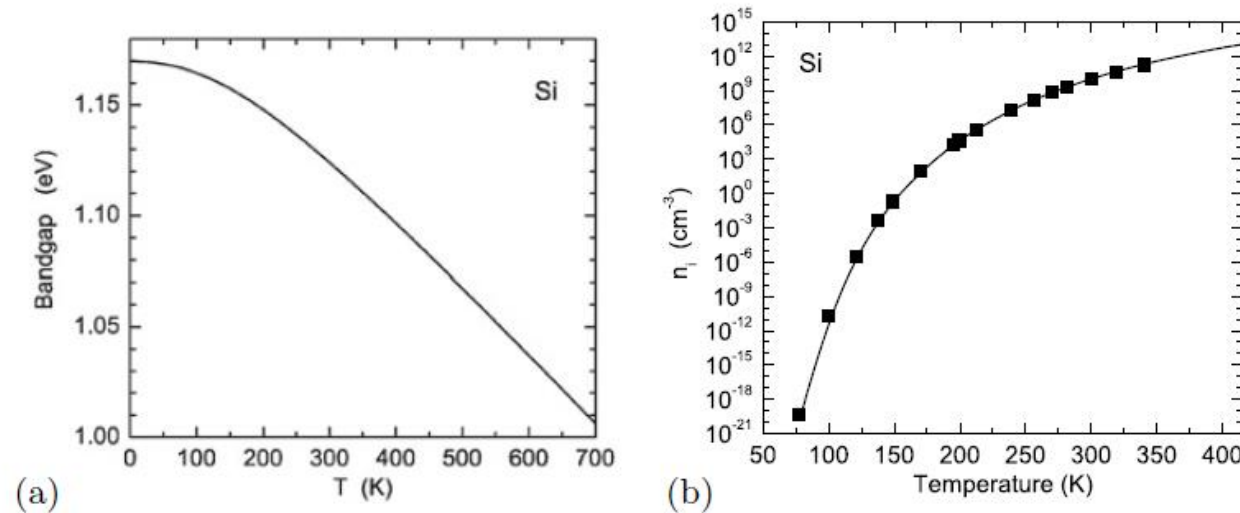 Si
1.15
1.10
1.05
1.00
Bandgap (eV)
0 100 200 300 400 500 600 700
T (K)
(a)
Si
10^15
10^12
10^9
10^6
10^3
10^0
10^-3
10^-6
10^-9
10^-12
10^-15
10^-18
10^-21
n_i (cm^-3)
50 100 150 200 250 300 350 400
Temperature (K)
(b)